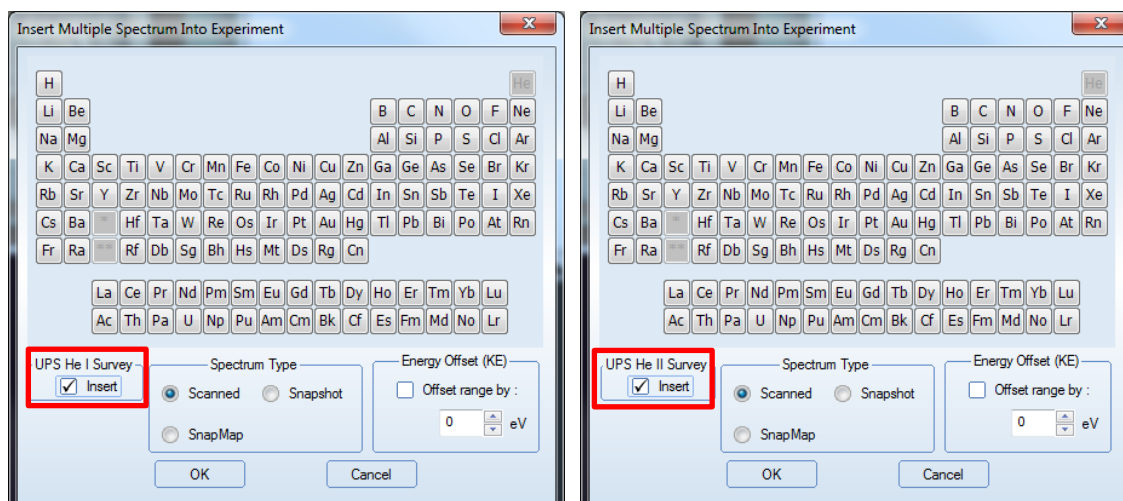 Insert Multiple Spectrum Into Experiment
H He
Li Be B C N O F Ne
Na Mg Al Si P S Cl Ar
K Ca Sc Ti V Cr Mn Fe Co Ni Cu Zn Ga Ge As Se Br Kr
Rb Sr Y Zr Nb Mo Tc Ru Rh Pd Ag Cd In Sn Sb Te I Xe
Cs Ba * Hf Ta W Re Os Ir Pt Au Hg Tl Pb Bi Po At Rn
Fr Ra ** Rf Db Sg Bh Hs Mt Ds Rg Cn
La Ce Pr Nd Pm Sm Eu Gd Tb Dy Ho Er Tm Yb Lu
Ac Th Pa U Np Pu Am Cm Bk Cf Es Fm Md No Lr
UPS He I Survey Spectrum Type Energy Offset (KE)
Insert Scanned Snapshot Offset range by :
SnapMap 0 eV
OK Cancel
Insert Multiple Spectrum Into Experiment
H He
Li Be B C N O F Ne
Na Mg Al Si P S Cl Ar
K Ca Sc Ti V Cr Mn Fe Co Ni Cu Zn Ga Ge As Se Br Kr
Rb Sr Y Zr Nb Mo Tc Ru Rh Pd Ag Cd In Sn Sb Te I Xe
Cs Ba * Hf Ta W Re Os Ir Pt Au Hg Tl Pb Bi Po At Rn
Fr Ra ** Rf Db Sg Bh Hs Mt Ds Rg Cn
La Ce Pr Nd Pm Sm Eu Gd Tb Dy Ho Er Tm Yb Lu
Ac Th Pa U Np Pu Am Cm Bk Cf Es Fm Md No Lr
UPS He II Survey Spectrum Type Energy Offset (KE)
Insert Scanned Snapshot Offset range by :
SnapMap 0 eV
OK Cancel